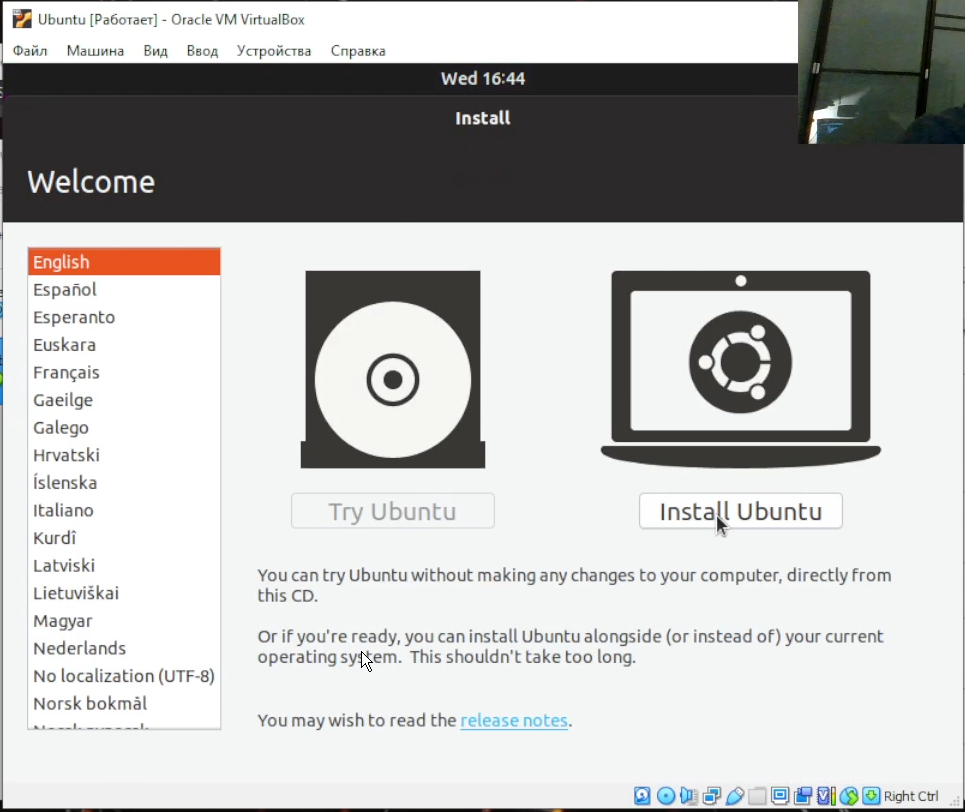 Ubuntu [Работает] - Oracle VM VirtualBox
Файл Машина Вид Ввод Устройства Справка
Wed 16:44
Install
Welcome
English
Español
Esperanto
Euskara
Français
Gaeilge
Galego
Hrvatski
Íslenska
Italiano
Kurdî
Latviski
Lietuviškai
Magyar
Nederlands
No localization (UTF-8)
Norsk bokmål
Norsk nynorsk
Try Ubuntu
Install Ubuntu
You can try Ubuntu without making any changes to your computer, directly from
this CD.
Or if you're ready, you can install Ubuntu alongside (or instead of) your current
operating system. This shouldn't take too long.
You may wish to read the release notes.
Right Ctrl